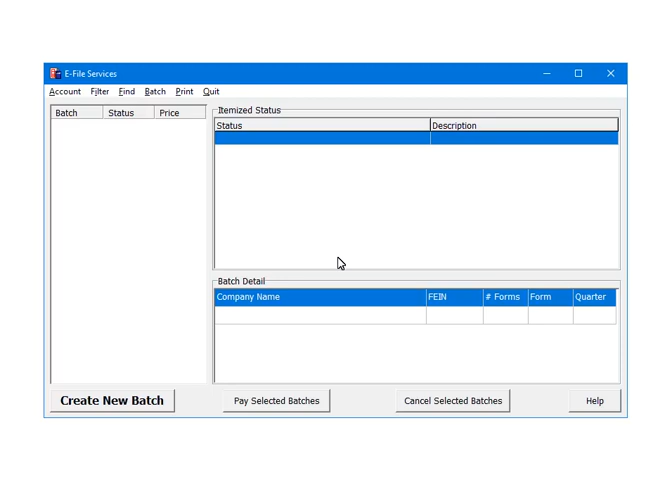 E-File Services
Account Filter Find Batch Print Quit
Batch Status Price
Itemized Status
Status Description
Batch Detail
Company Name FEIN # Forms Form Quarter
Create New Batch Pay Selected Batches Cancel Selected Batches Help